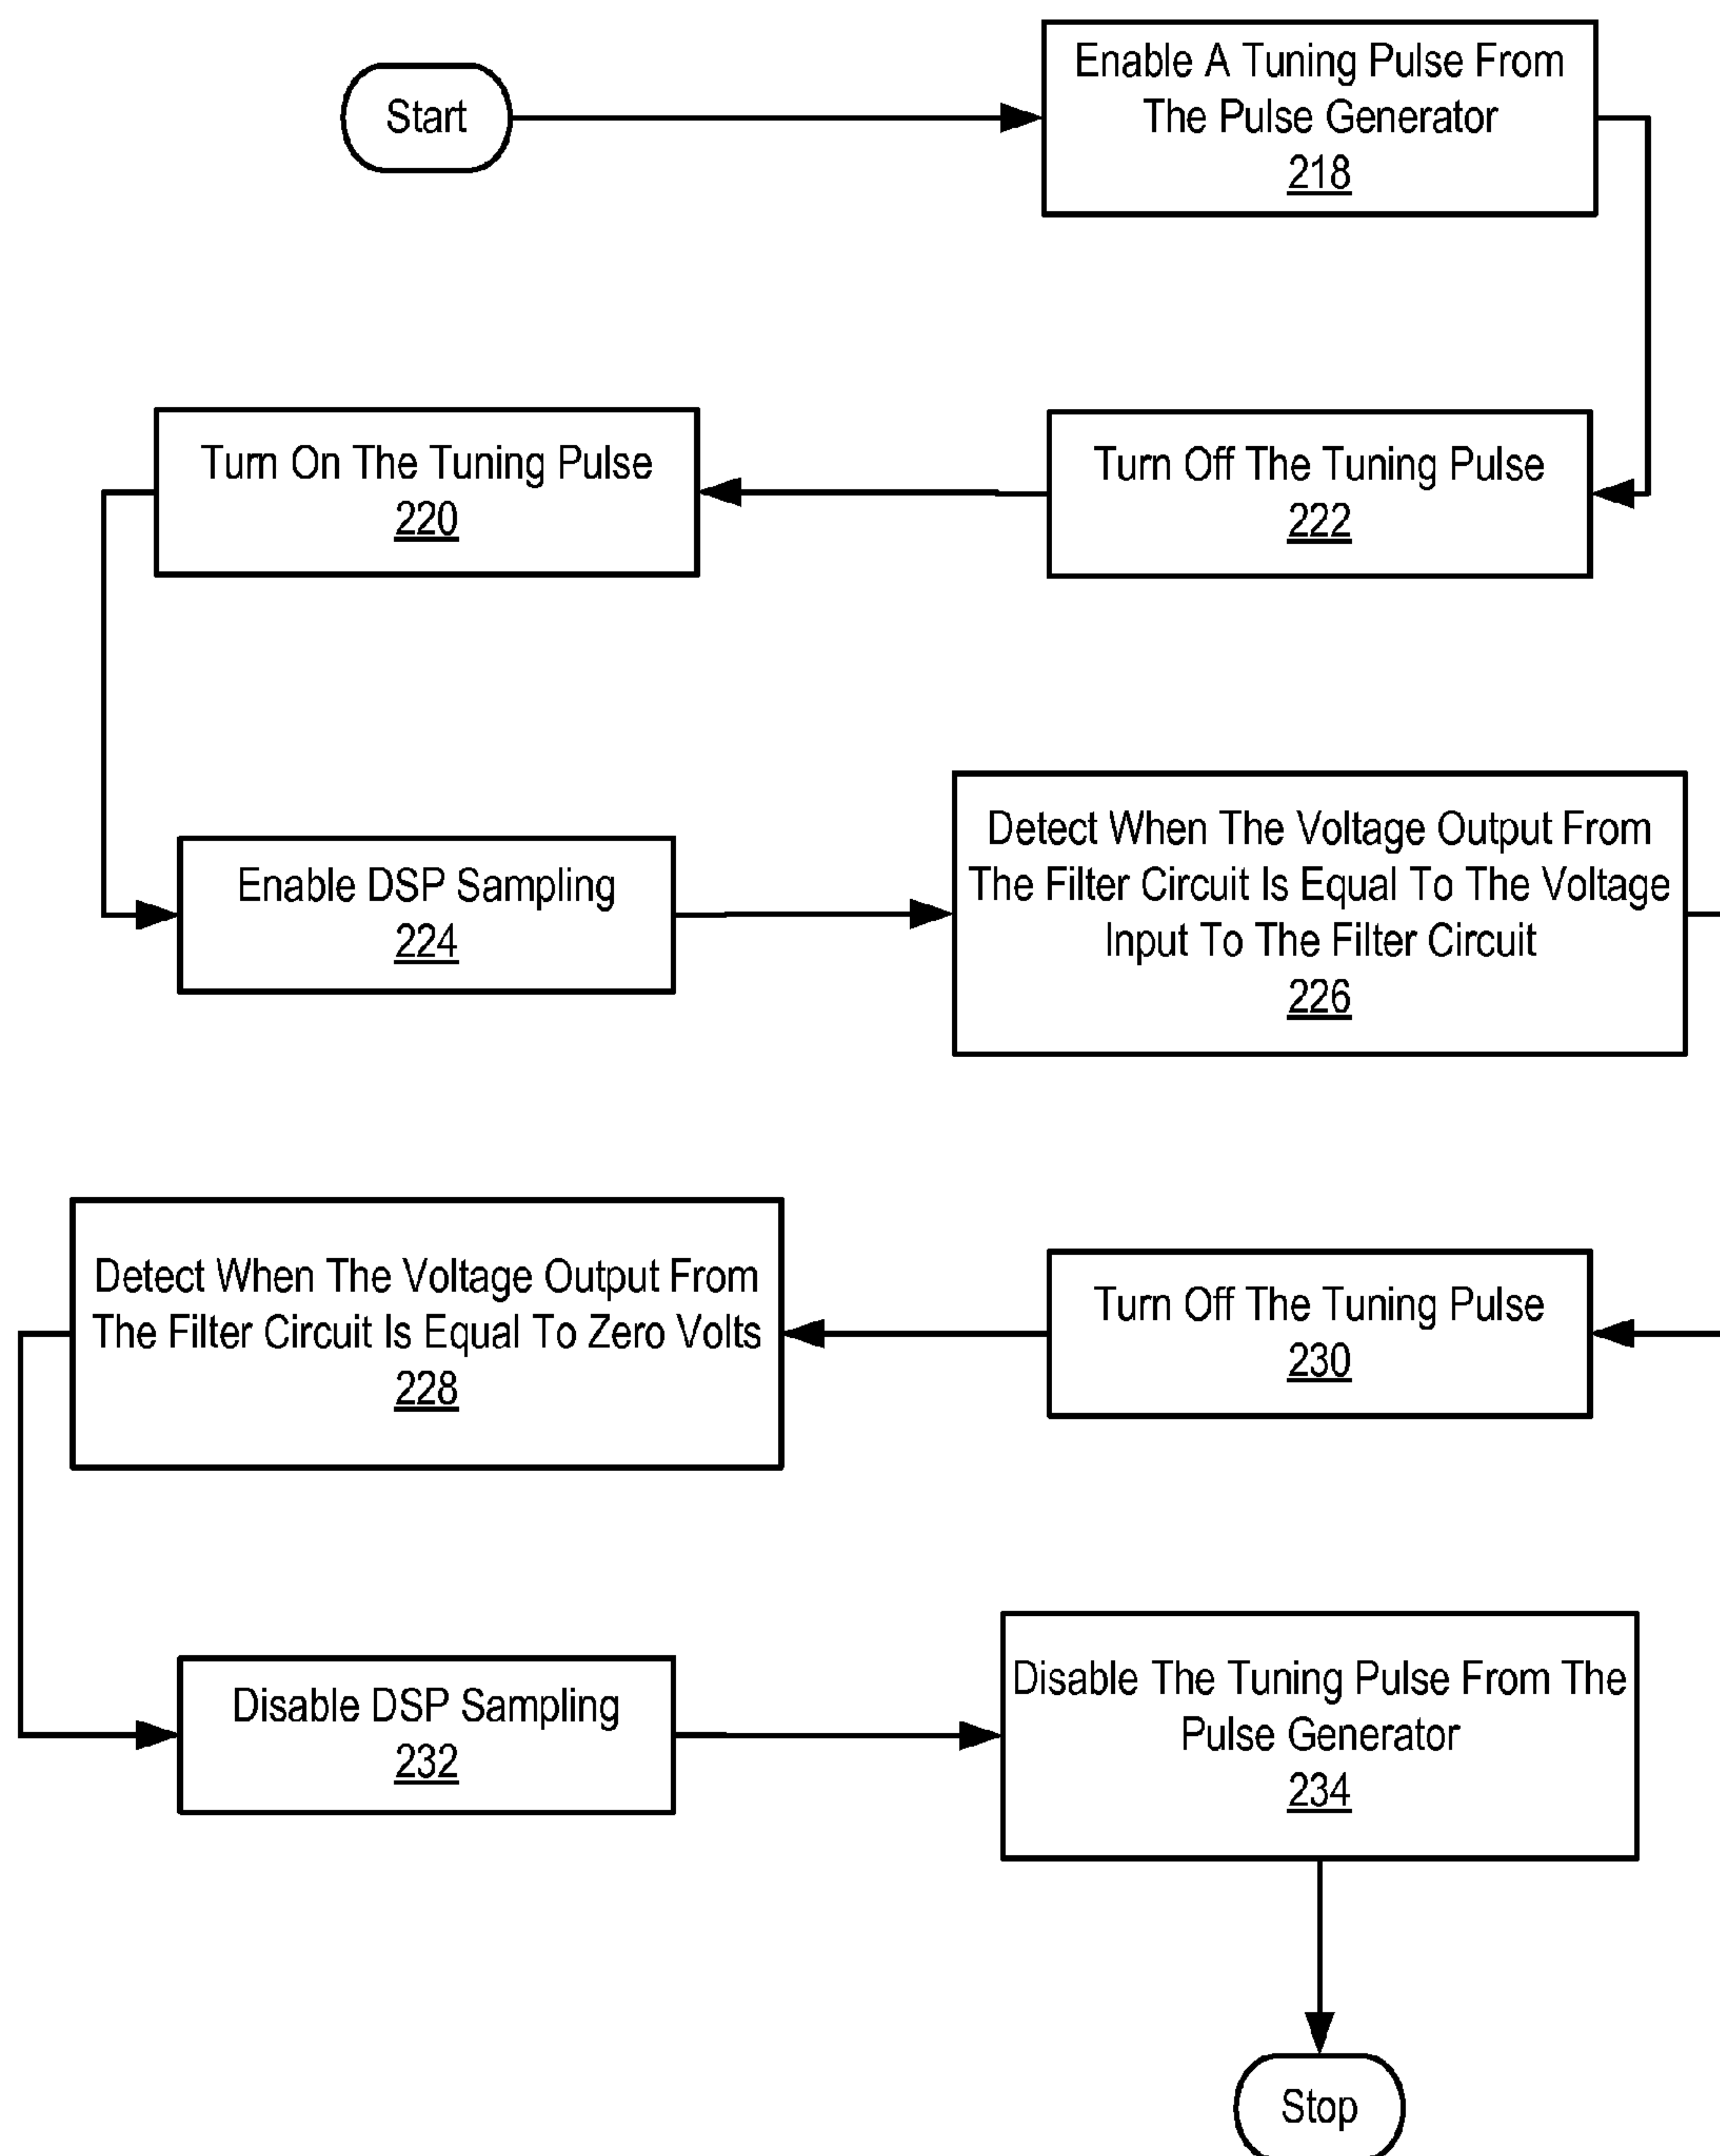 Start
Enable A Tuning Pulse From
The Pulse Generator
218
Turn Off The Tuning Pulse
222
Turn On The Tuning Pulse
220
Enable DSP Sampling
224
Detect When The Voltage Output From
The Filter Circuit Is Equal To The Voltage
Input To The Filter Circuit
226
Turn Off The Tuning Pulse
230
Detect When The Voltage Output From
The Filter Circuit Is Equal To Zero Volts
228
Disable DSP Sampling
232
Disable The Tuning Pulse From The
Pulse Generator
234
Stop